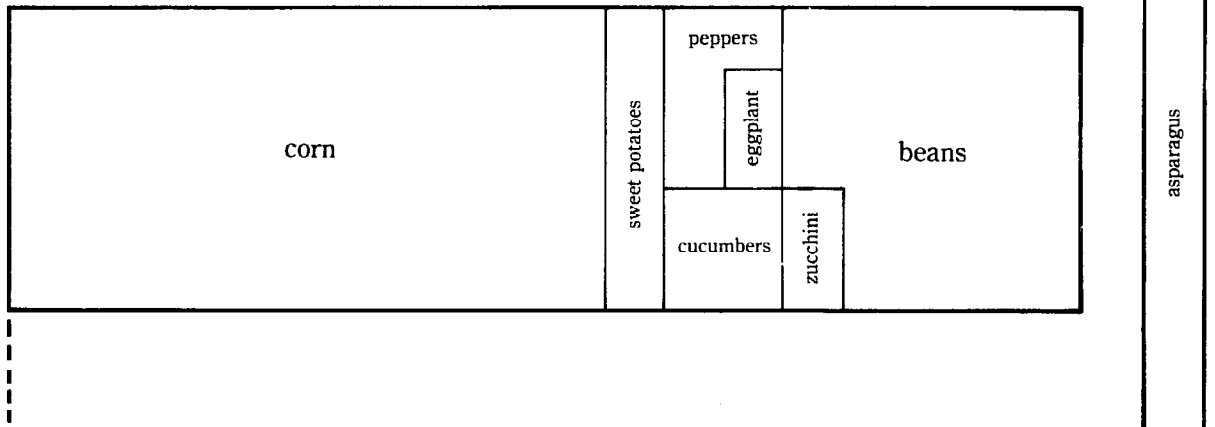 corn
sweet potatoes
peppers
eggplant
cucumbers
zucchini
beans
asparagus